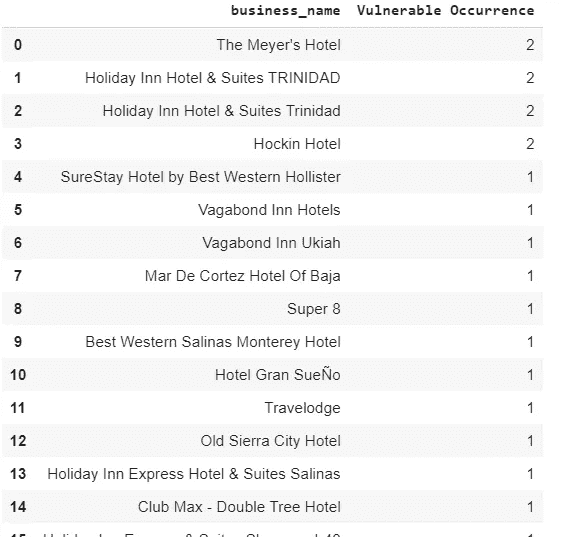 business_name Vulnerable Occurrence
0 The Meyer's Hotel 2
1 Holiday Inn Hotel & Suites TRINIDAD 2
2 Holiday Inn Hotel & Suites Trinidad 2
3 Hockin Hotel 2
4 SureStay Hotel by Best Western Hollister 1
5 Vagabond Inn Hotels 1
6 Vagabond Inn Ukiah 1
7 Mar De Cortez Hotel Of Baja 1
8 Super 8 1
9 Best Western Salinas Monterey Hotel 1
10 Hotel Gran SueÑo 1
11 Travelodge 1
12 Old Sierra City Hotel 1
13 Holiday Inn Express Hotel & Suites Salinas 1
14 Club Max - Double Tree Hotel 1